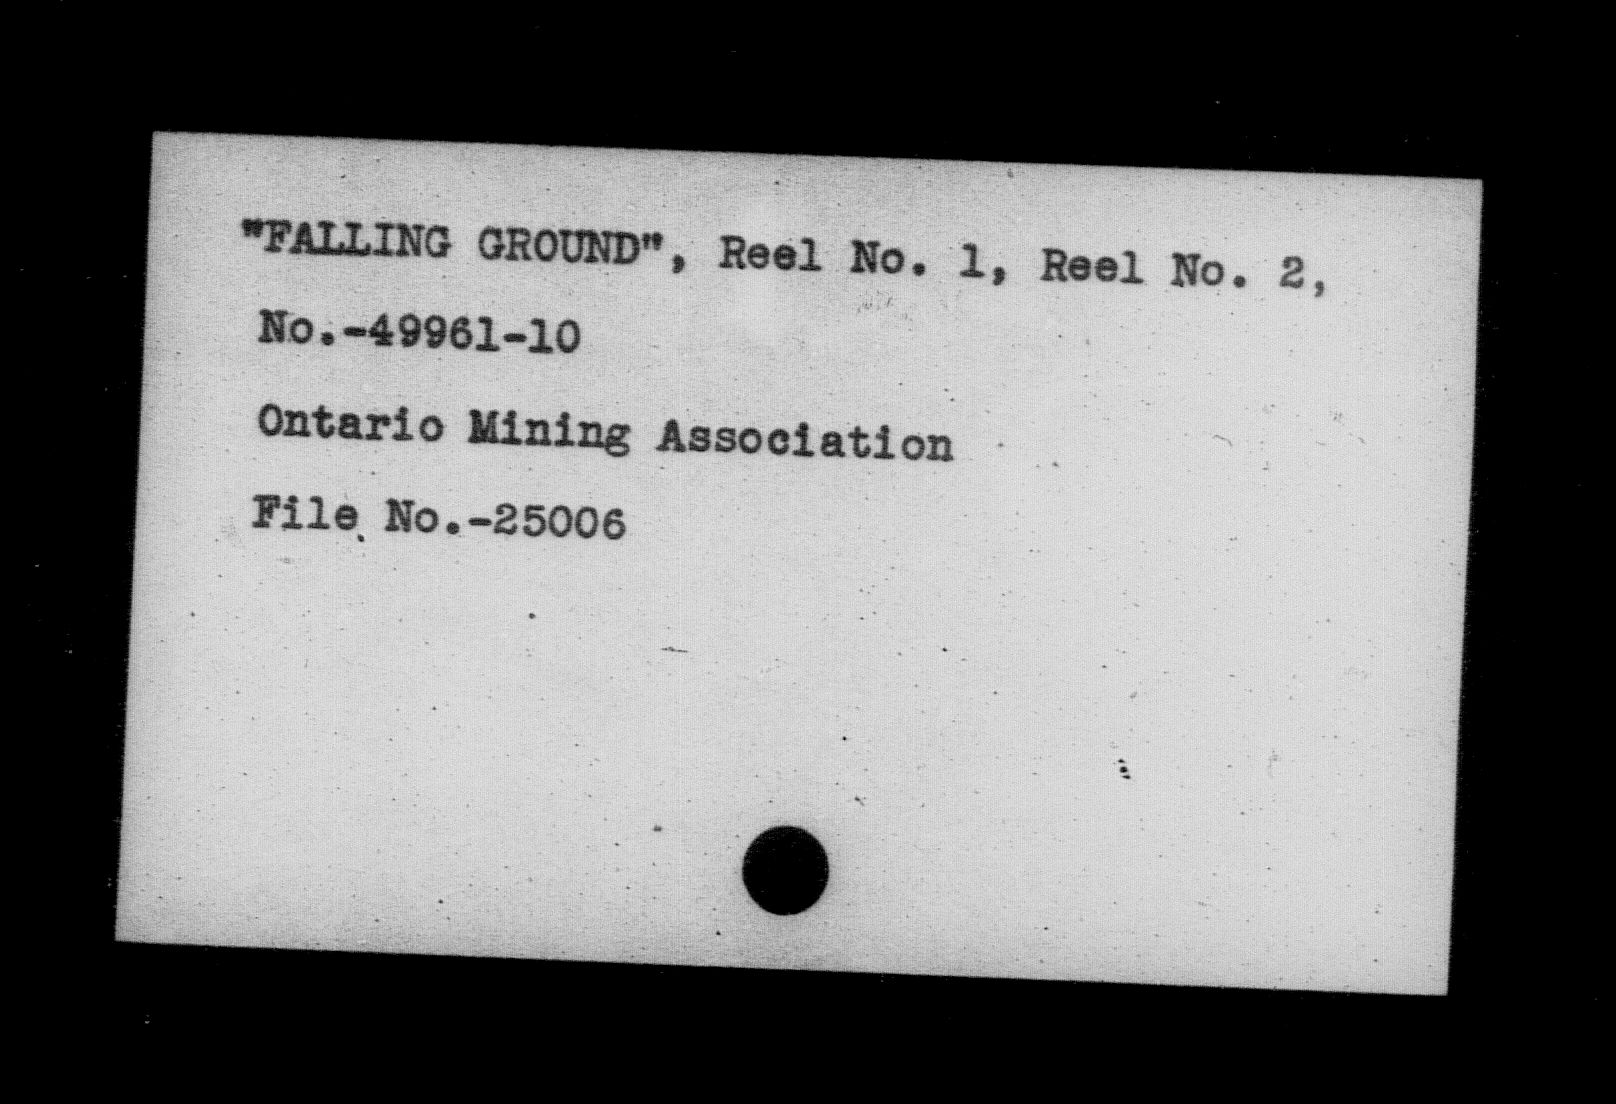 "FALLING GROUND", Reel No. 1, Reel No. 2,
No.-49961-10
Ontario Mining Association
File No.-25006